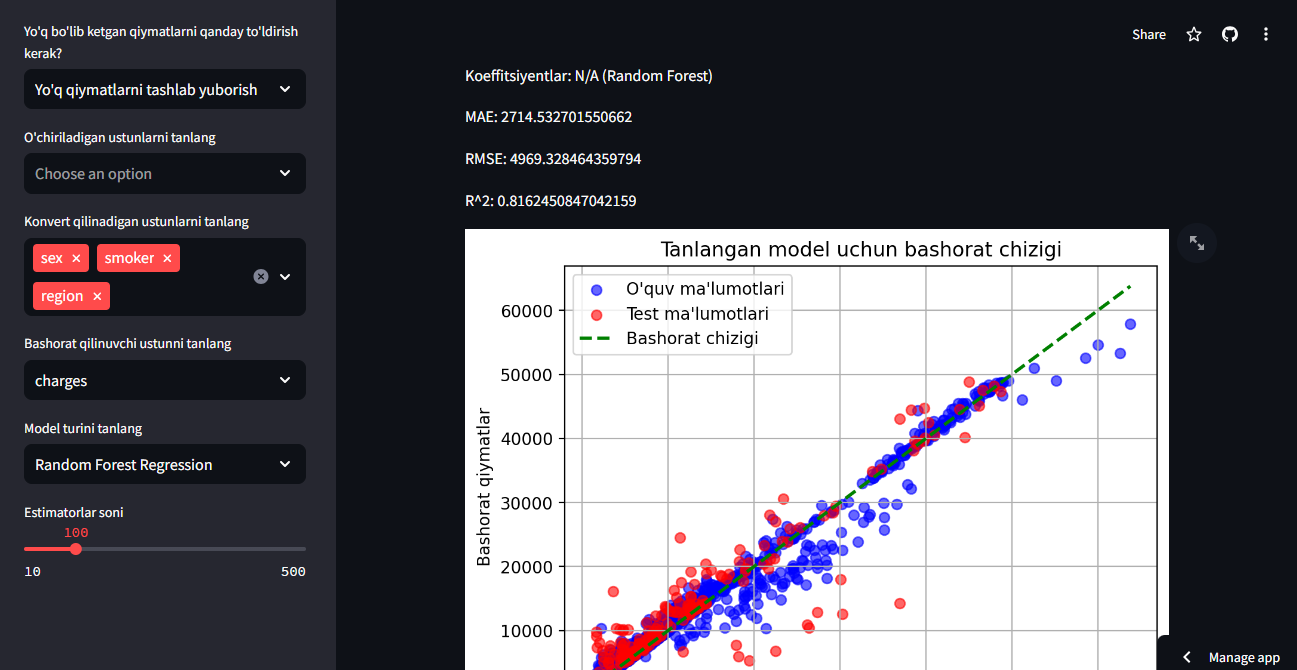 Yo'q bo'lib ketgan qiymatlarni qanday to'ldirish
kerak?
Yo'q qiymatlarni tashlab yuborish
O'chiriladigan ustunlarni tanlang
Choose an option
Konvert qilinadigan ustunlarni tanlang
sex
smoker
region
Bashorat qilinuvchi ustunni tanlang
charges
Model turini tanlang
Random Forest Regression
Estimatorlar soni
100
10
500
Share
Koeffitsiyentlar: N/A (Random Forest)
MAE: 2714.532701550662
RMSE: 4969.328464359794
R^2: 0.8162450847042159
Tanlangan model uchun bashorat chizigi
O'quv ma'lumotlari
Test ma'lumotlari
Bashorat chizigi
Bashorat qiymatlar
60000
50000
40000
30000
20000
10000
Manage app